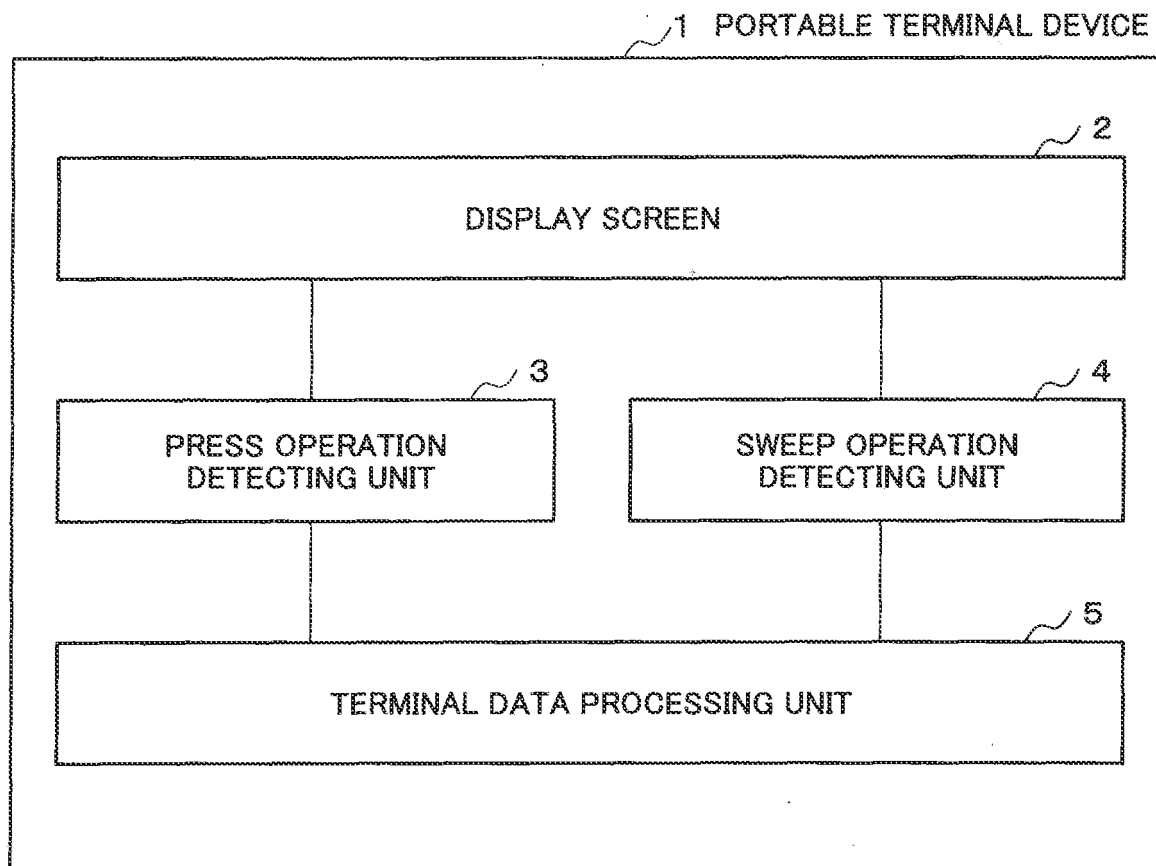 1 PORTABLE TERMINAL DEVICE
2
DISPLAY SCREEN
3
4
PRESS OPERATION
DETECTING UNIT
SWEEP OPERATION
DETECTING UNIT
5
TERMINAL DATA PROCESSING UNIT